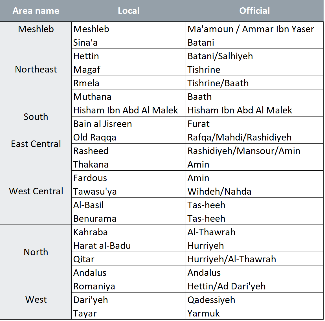 Area name Local Official
Meshleb Meshleb Ma'amoun / Ammar Ibn Yaser
Sina'a Batani
Hettin Batani/Salhiyeh
Northeast Magaf Tishrine
Rmela Tishrine/Baath
Muthana Baath
South Hisham Ibn Abd Al Malek Hisham Ibn Abd Al Malek
Bain al Jisreen Furat
East Central Old Raqqa Rafqa/Mahdi/Rashidiyeh
Rasheed Rashidiyeh/Mansour/Amin
Thakana Amin
Fardous Amin
West Central Tawasu'ya Wihdeh/Nahda
Al-Basil Tas-heeh
Benurama Tas-heeh
Kahraba Al-Thawrah
North Harat al-Badu Hurriyeh
Qitar Hurriyeh/Al-Thawrah
Andalus Andalus
Romaniya Hettin/Ad Dari'yeh
West Dari'yeh Qadessiyeh
Tayar Yarmuk